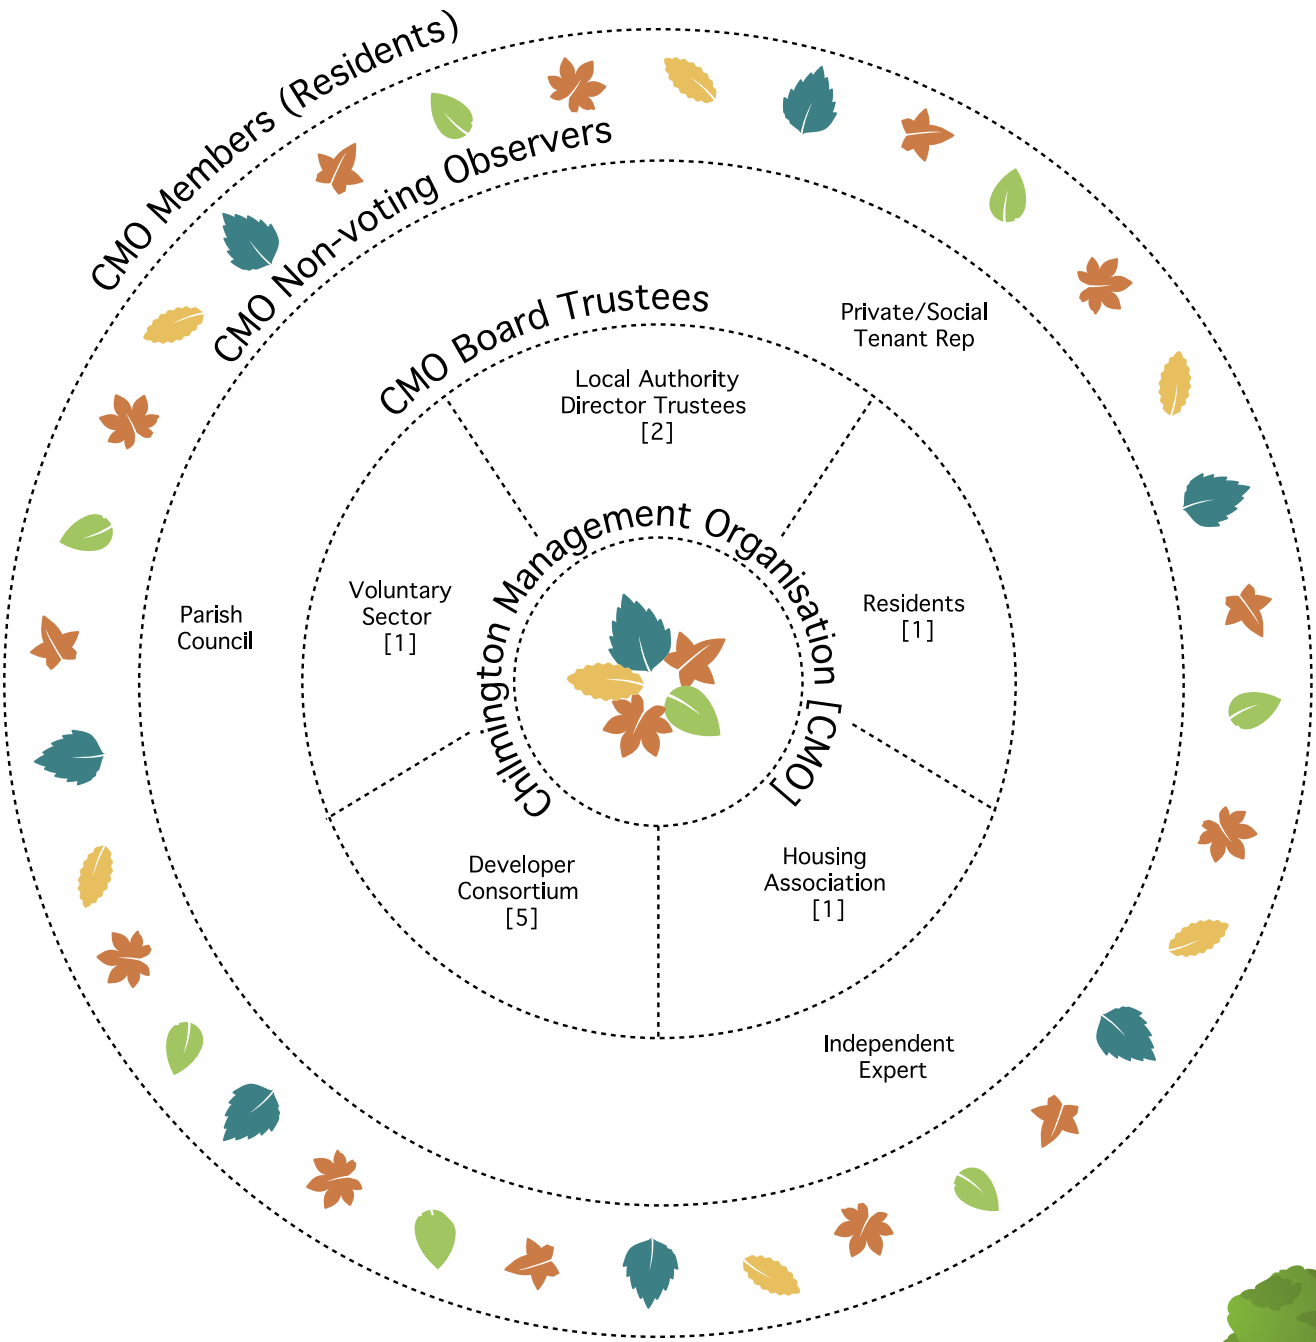 CMO Members (Residents)
CMO Non-voting Observers
CMO Board Trustees
Private/Social
Tenant Rep
Local Authority
Director Trustees
[2]
Chilmington Management Organisation [CMO]
Voluntary
Sector
[1]
Residents
[1]
Parish
Council
Developer
Consortium
[5]
Housing
Association
[1]
Independent
Expert